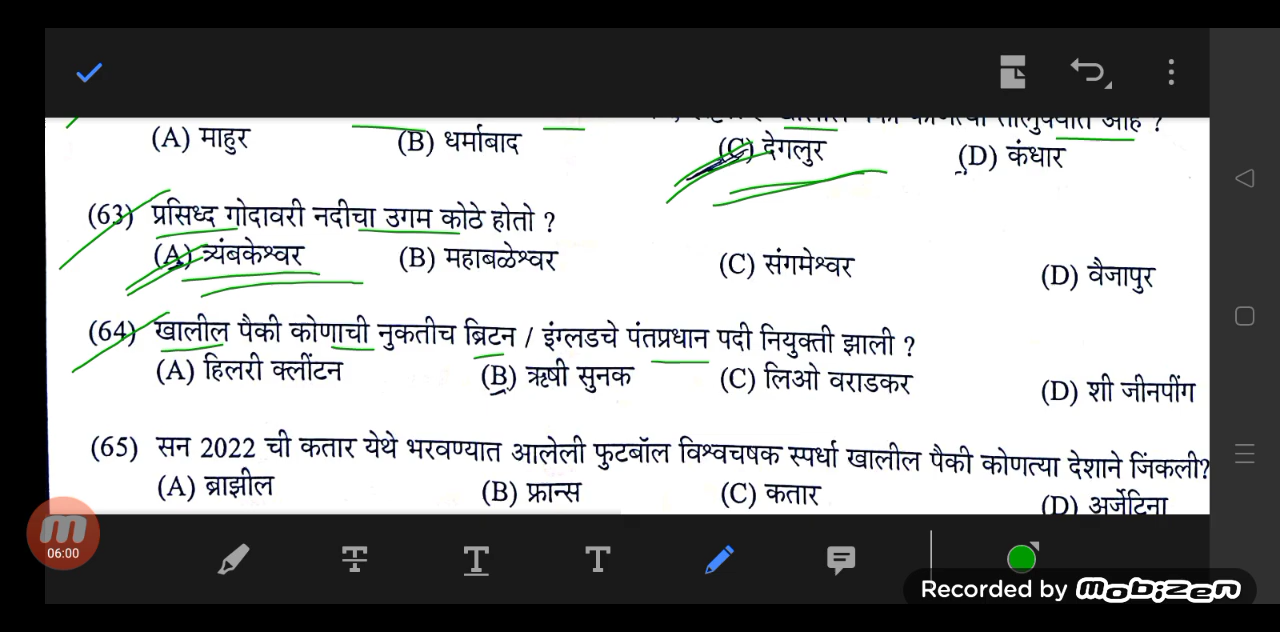 खालील पैकी कोणत्या तालुक्यात आहे ?
(A) माहुर (B) धर्माबाद (C) देगलुर (D) कंधार
(63) प्रसिध्द गोदावरी नदीचा उगम कोठे होतो ?
(A) त्र्यंबकेश्वर (B) महाबळेश्वर (C) संगमेश्वर (D) वैजापुर
(64) खालील पैकी कोणाची नुकतीच ब्रिटन / इंग्लडचे पंतप्रधान पदी नियुक्ती झाली ?
(A) हिलरी क्लींटन (B) ऋषी सुनक (C) लिओ वराडकर (D) शी जीनपींग
(65) सन 2022 ची कतार येथे भरवण्यात आलेली फुटबॉल विश्वचषक स्पर्धा खालील पैकी कोणत्या देशाने जिंकली?
(A) ब्राझील (B) फ्रान्स (C) कतार (D) अर्जेटिना
06:00
T T T
Recorded by mobizen